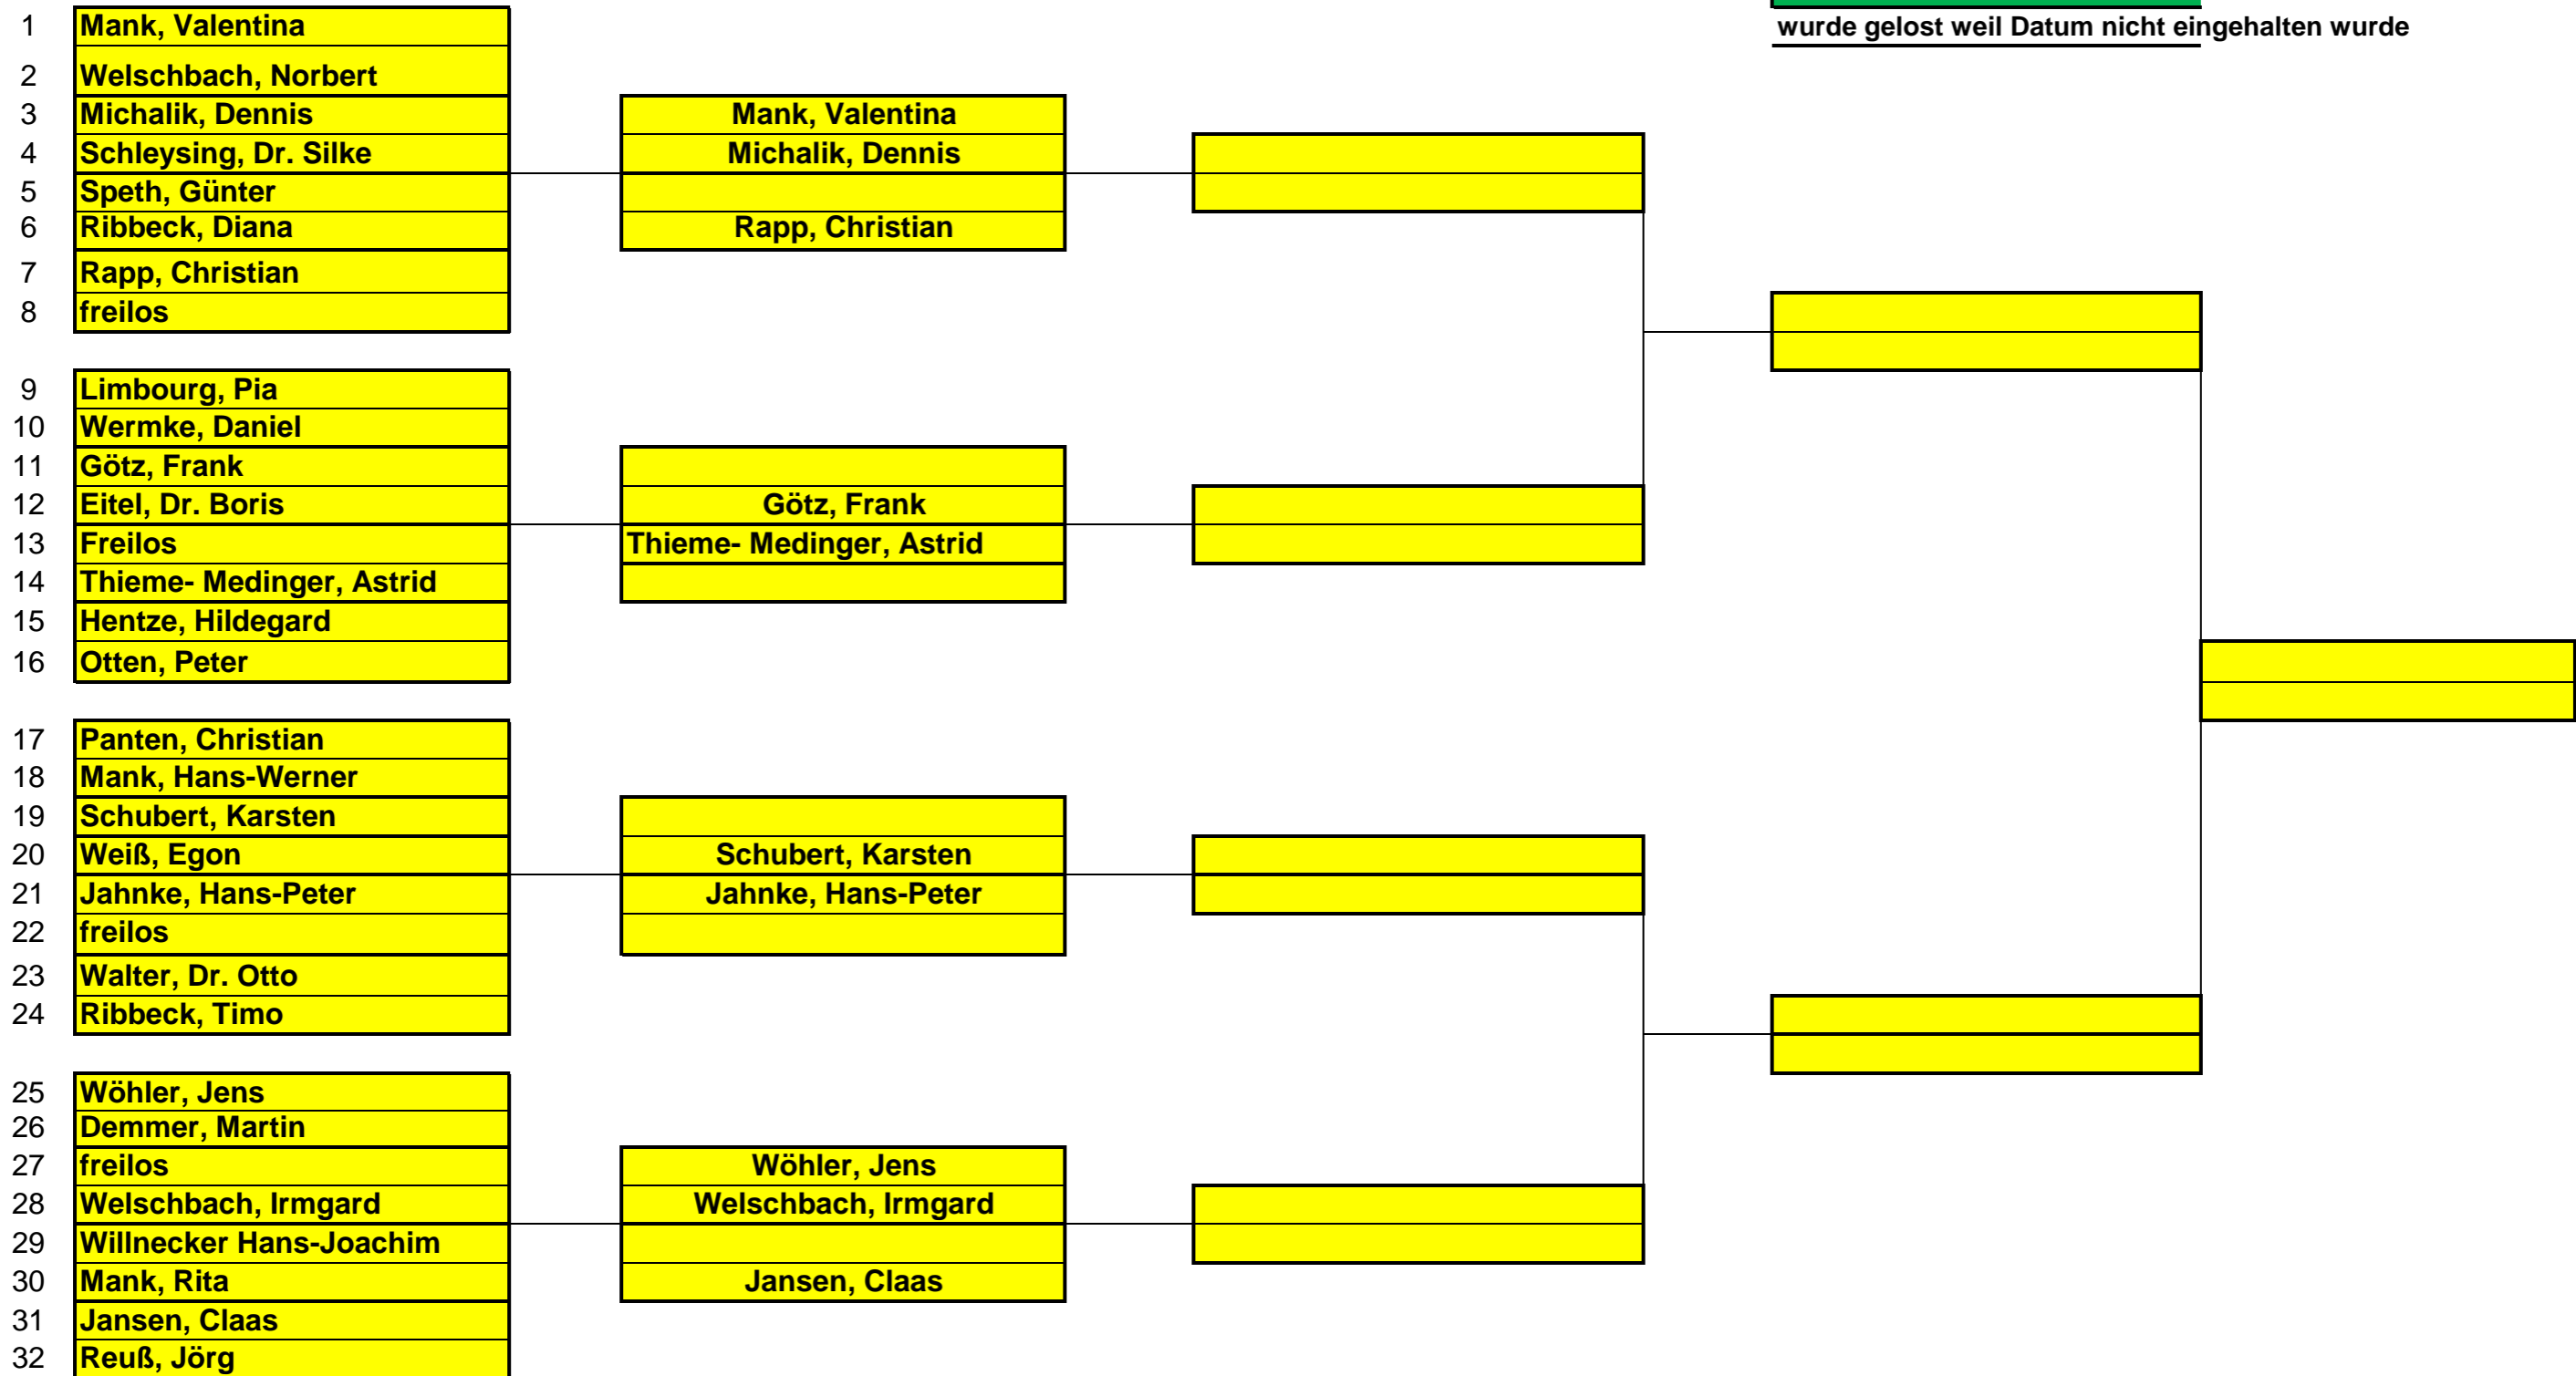 wurde gelost weil Datum nicht eingehalten wurde
1 Mank, Valentina
2 Welschbach, Norbert
3 Michalik, Dennis
4 Schleysing, Dr. Silke
5 Speth, Günter
6 Ribbeck, Diana
7 Rapp, Christian
8 freilos
9 Limbourg, Pia
10 Wermke, Daniel
11 Götz, Frank
12 Eitel, Dr. Boris
13 Freilos
14 Thieme- Medinger, Astrid
15 Hentze, Hildegard
16 Otten, Peter
17 Panten, Christian
18 Mank, Hans-Werner
19 Schubert, Karsten
20 Weiß, Egon
21 Jahnke, Hans-Peter
22 freilos
23 Walter, Dr. Otto
24 Ribbeck, Timo
25 Wöhler, Jens
26 Demmer, Martin
27 freilos
28 Welschbach, Irmgard
29 Willnecker Hans-Joachim
30 Mank, Rita
31 Jansen, Claas
32 Reuß, Jörg
Mank, Valentina
Michalik, Dennis
Rapp, Christian
Götz, Frank
Thieme- Medinger, Astrid
Schubert, Karsten
Jahnke, Hans-Peter
Wöhler, Jens
Welschbach, Irmgard
Jansen, Claas